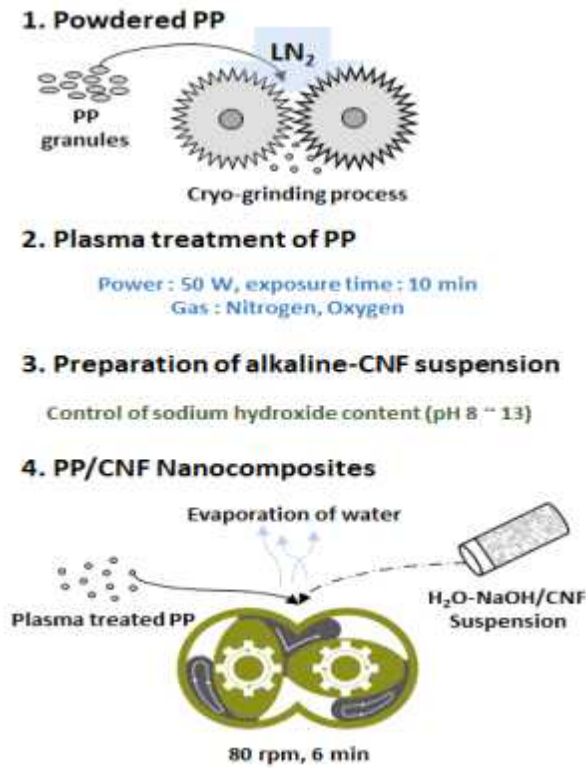 1. Powdered PP
LN₂
PP
granules
Cryo-grinding process
2. Plasma treatment of PP
Power : 50 W, exposure time : 10 min
Gas : Nitrogen, Oxygen
3. Preparation of alkaline-CNF suspension
Control of sodium hydroxide content (pH 8 ~ 13)
4. PP/CNF Nanocomposites
Evaporation of water
Plasma treated PP
H₂O-NaOH/CNF
Suspension
80 rpm, 6 min